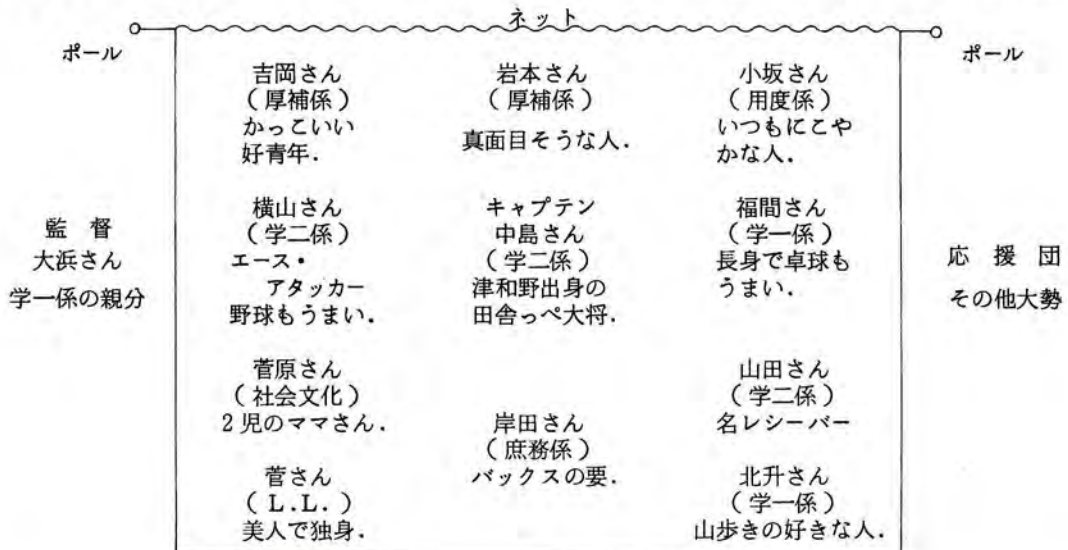 ネット
ポール
ポール
吉岡さん
(厚補係)
かっこいい
好青年.
岩本さん
(厚補係)
真面目そうな人.
小坂さん
(用度係)
いつもにこや
かな人.
監 督
大浜さん
学一係の親分
横山さん
(学二係)
エース・
アタッカー
野球もうまい.
キャプテン
中島さん
(学二係)
津和野出身の
田舎っぺ大将.
福間さん
(学一係)
長身で卓球も
うまい.
応 援 団
その他大勢
菅原さん
(社会文化)
2児のママさん.
岸田さん
(庶務係)
バックスの要.
山田さん
(学二係)
名レシーバー
菅さん
(L.L.)
美人で独身.
北升さん
(学一係)
山歩きの好きな人.